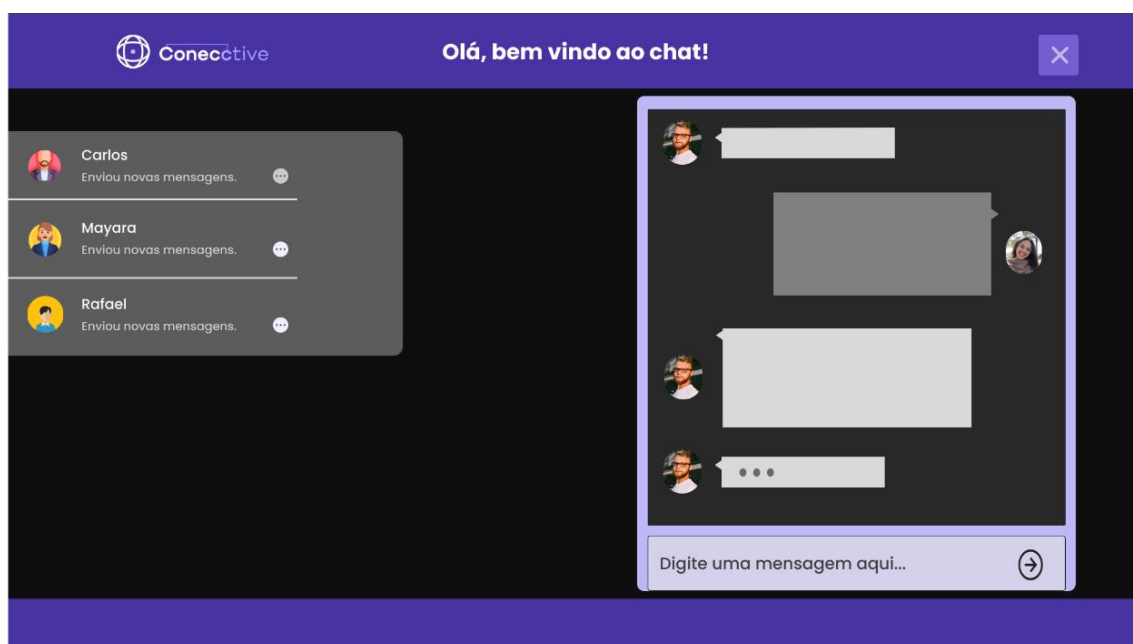 Conecctive
Olá, bem vindo ao chat!
Carlos
Enviou novas mensagens.
Mayara
Enviou novas mensagens.
Rafael
Enviou novas mensagens.
Digite uma mensagem aqui...